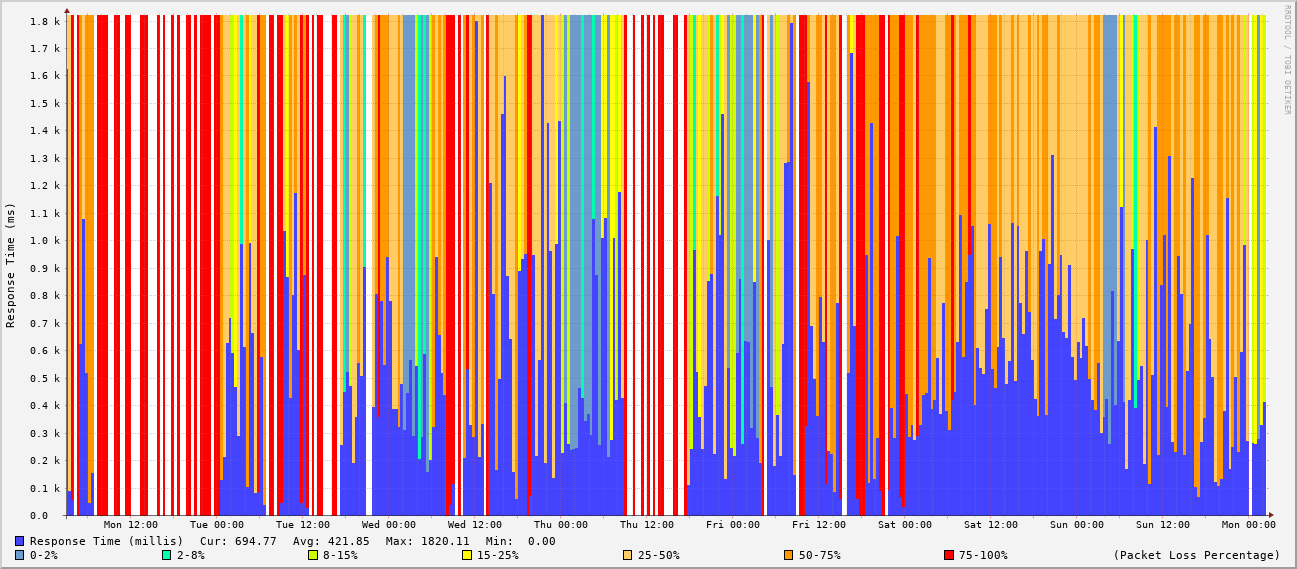 RRDTOOL / TOBI OETIKER
Response Time (ms)
1.8 k
1.7 k
1.6 k
1.5 k
1.4 k
1.3 k
1.2 k
1.1 k
1.0 k
0.9 k
0.8 k
0.7 k
0.6 k
0.5 k
0.4 k
0.3 k
0.2 k
0.1 k
0.0
Mon 12:00 Tue 00:00 Tue 12:00 Wed 00:00 Wed 12:00 Thu 00:00 Thu 12:00 Fri 00:00 Fri 12:00 Sat 00:00 Sat 12:00 Sun 00:00 Sun 12:00 Mon 00:00
Response Time (millis) Cur: 694.77 Avg: 421.85 Max: 1820.11 Min: 0.00
0-2% 2-8% 8-15% 15-25% 25-50% 50-75% 75-100% (Packet Loss Percentage)